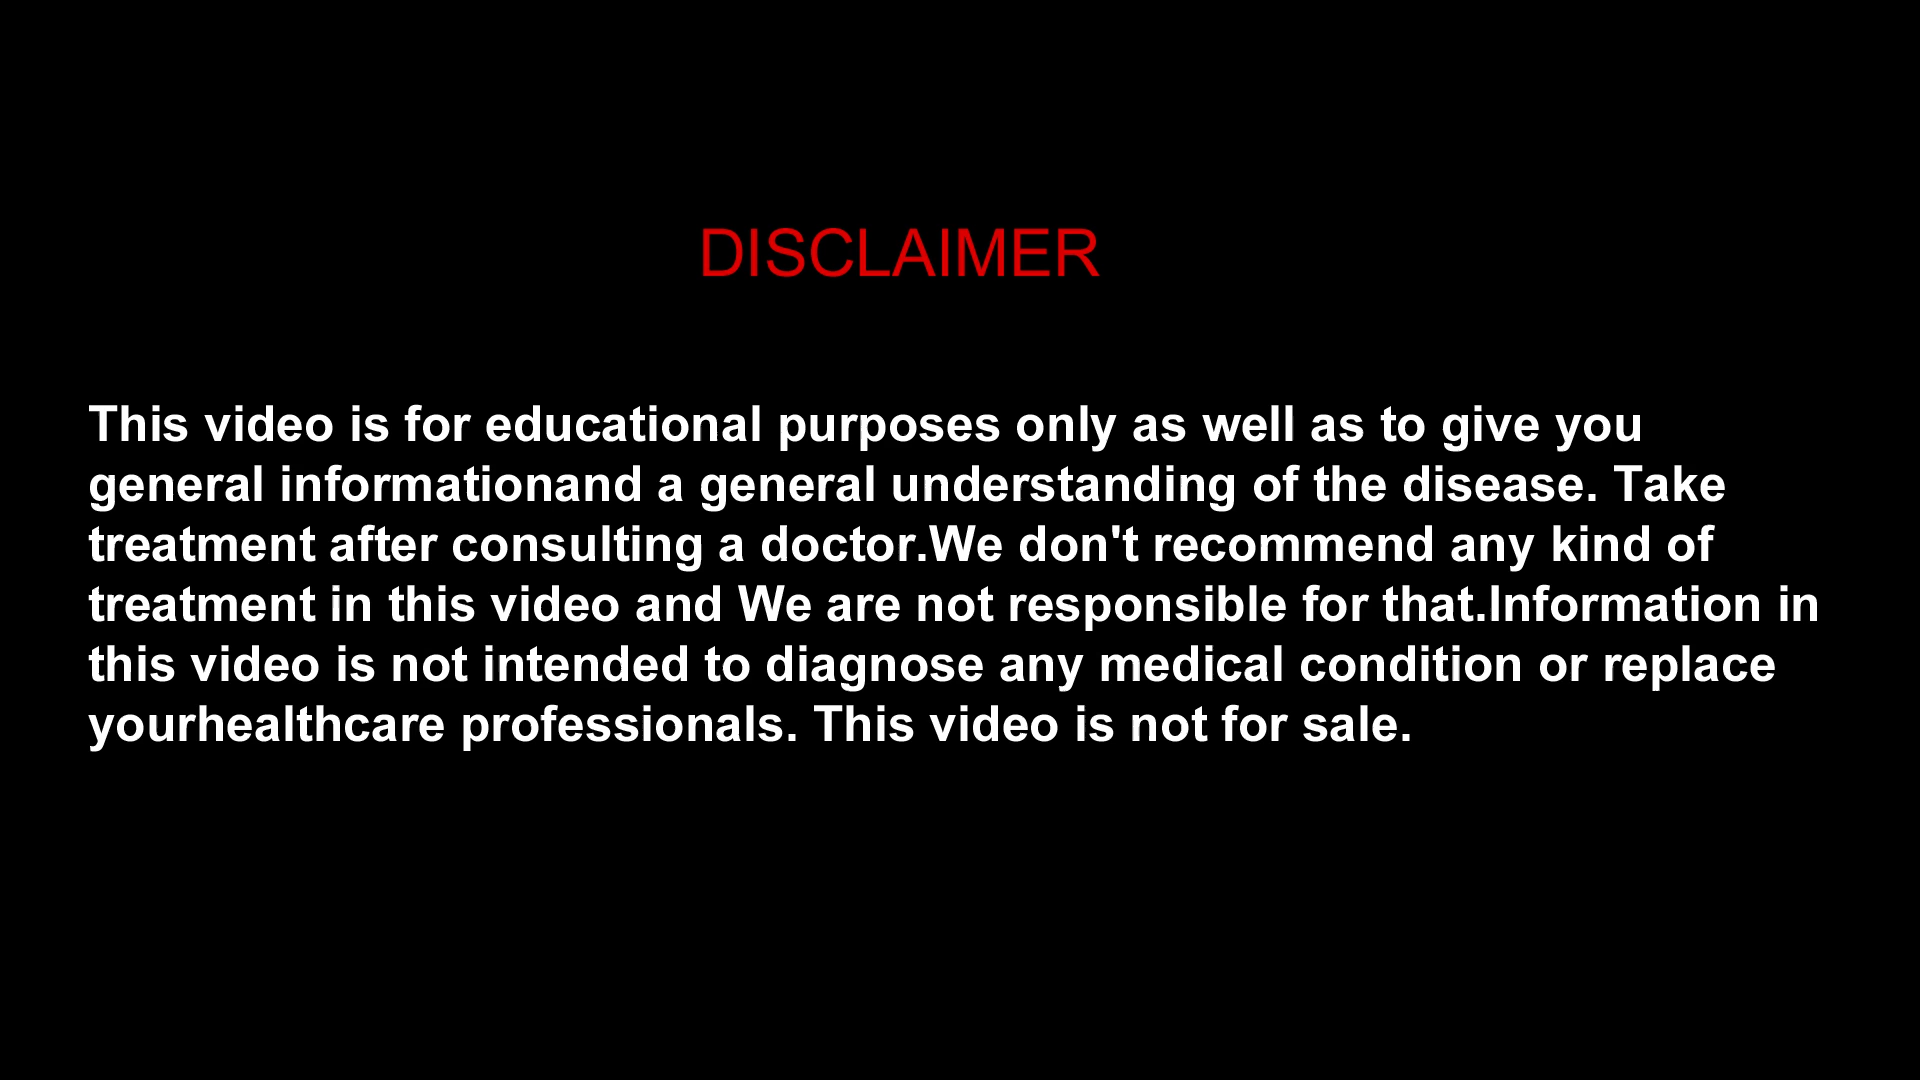 DISCLAIMER
This video is for educational purposes only as well as to give you
general informationand a general understanding of the disease. Take
treatment after consulting a doctor.We don't recommend any kind of
treatment in this video and We are not responsible for that.Information in
this video is not intended to diagnose any medical condition or replace
yourhealthcare professionals. This video is not for sale.